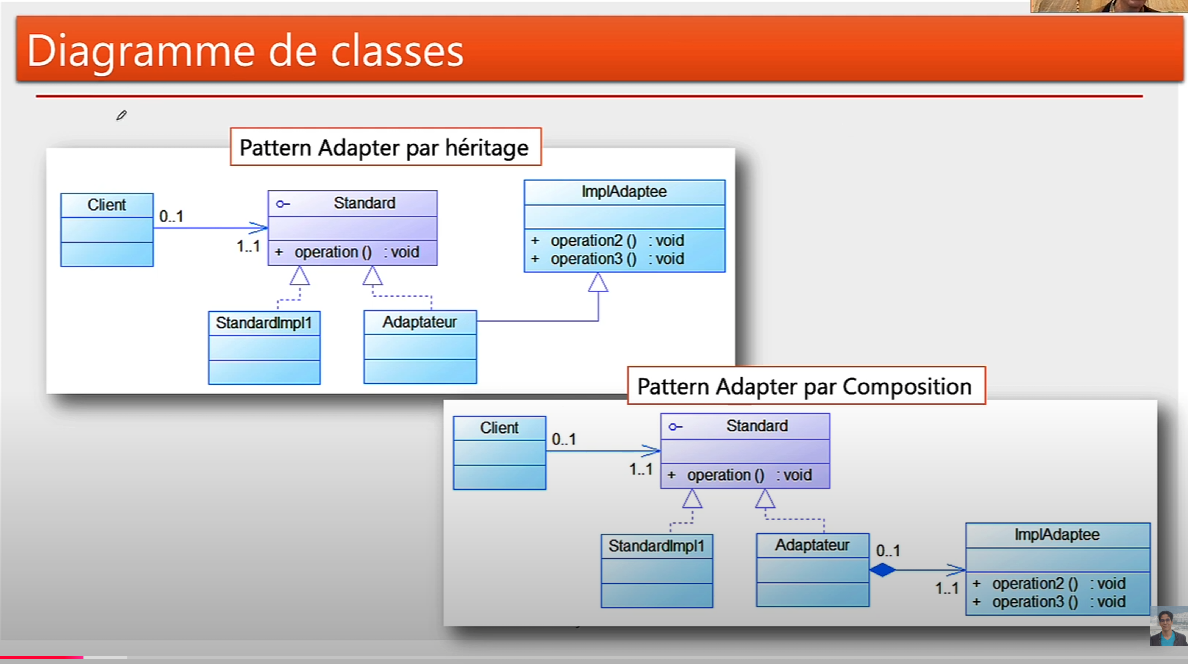 Diagramme de classes
Pattern Adapter par héritage
Client
0..1
1..1
Standard
+ operation () : void
ImplAdaptee
+ operation2 () : void
+ operation3 () : void
StandardImpl1
Adaptateur
Pattern Adapter par Composition
Client
0..1
1..1
Standard
+ operation () : void
StandardImpl1
Adaptateur
0..1
1..1
ImplAdaptee
+ operation2 () : void
+ operation3 () : void